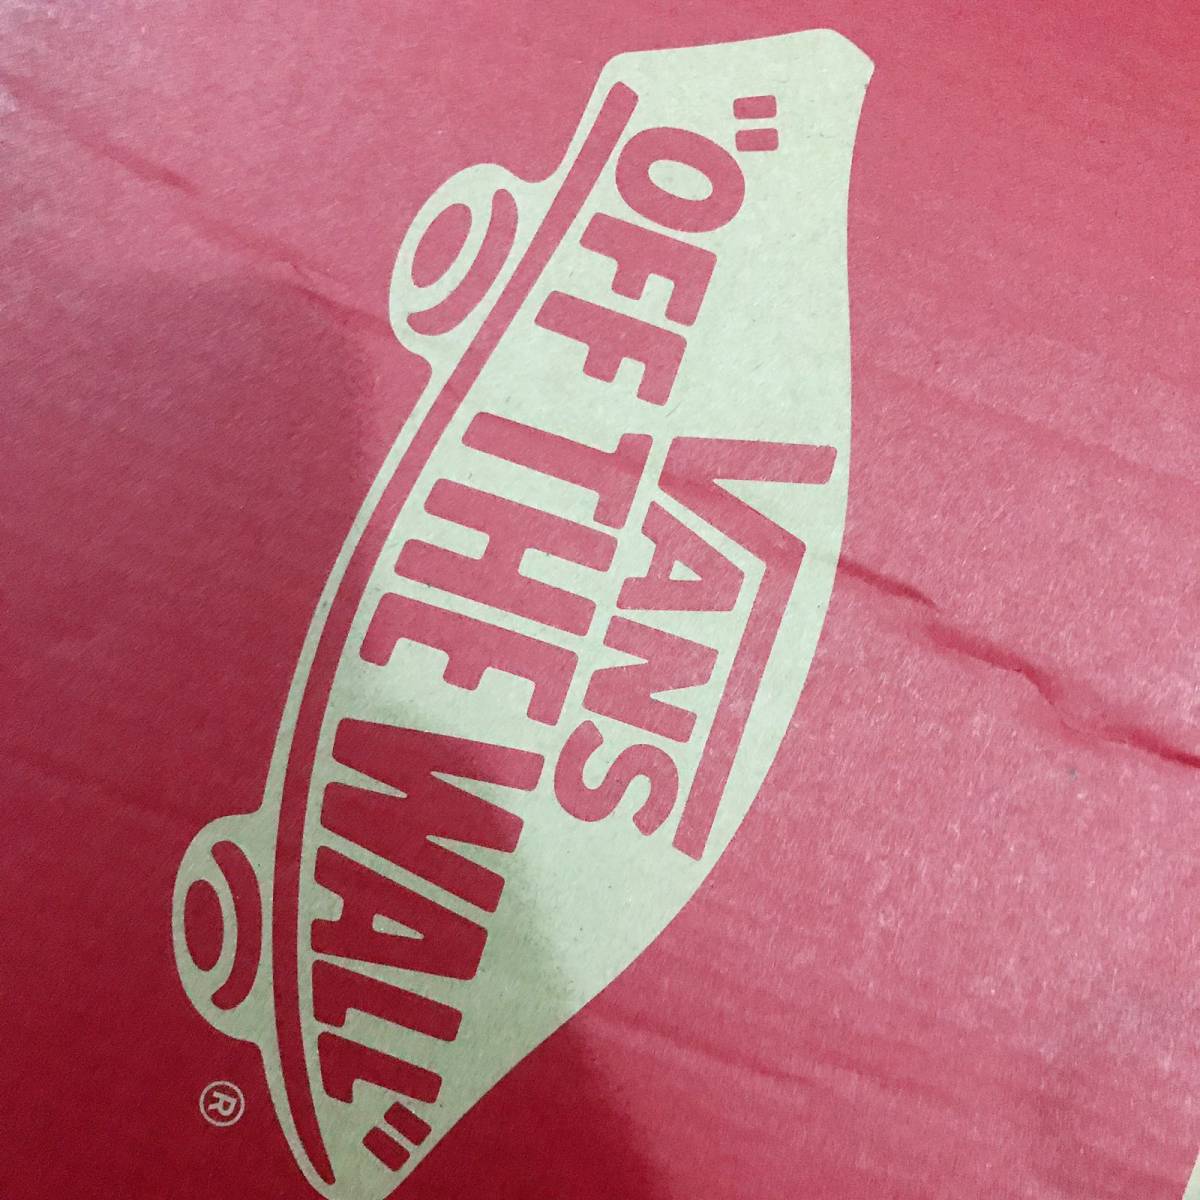 VANS
"OFF THE WALL"
®